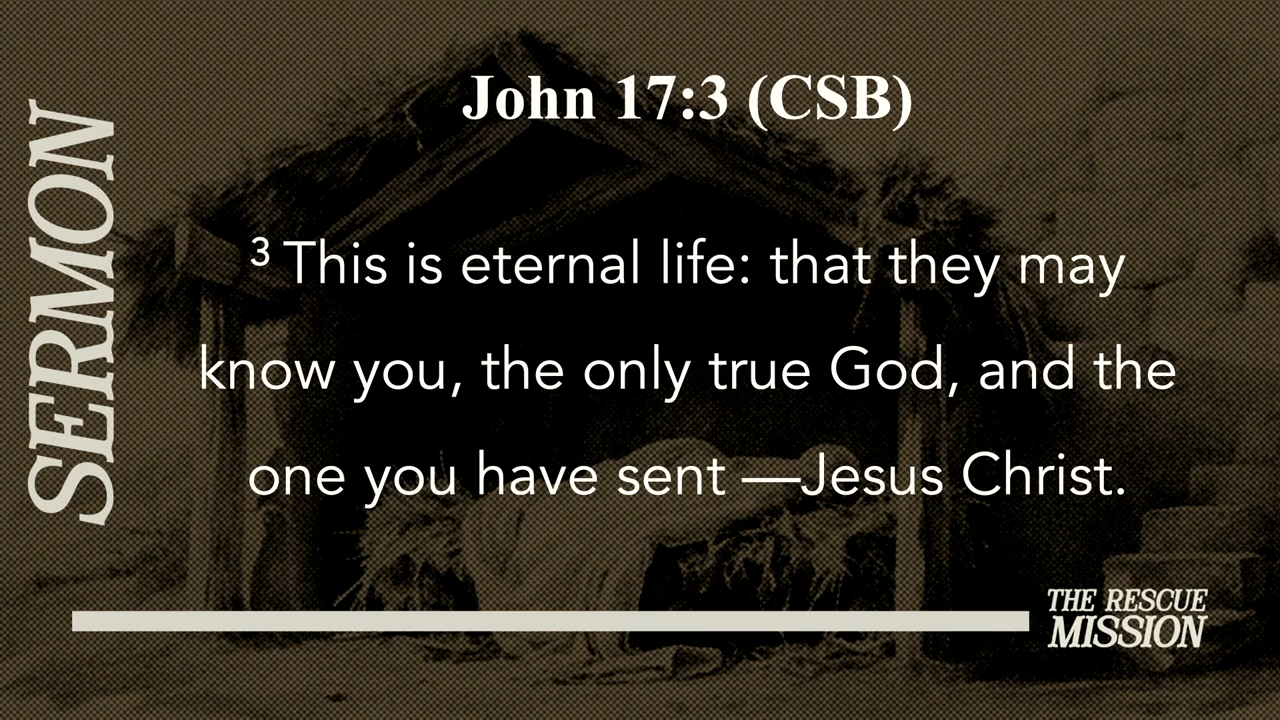 SERMON
John 17:3 (CSB)
³ This is eternal life: that they may
know you, the only true God, and the
one you have sent —Jesus Christ.
THE RESCUE
MISSION